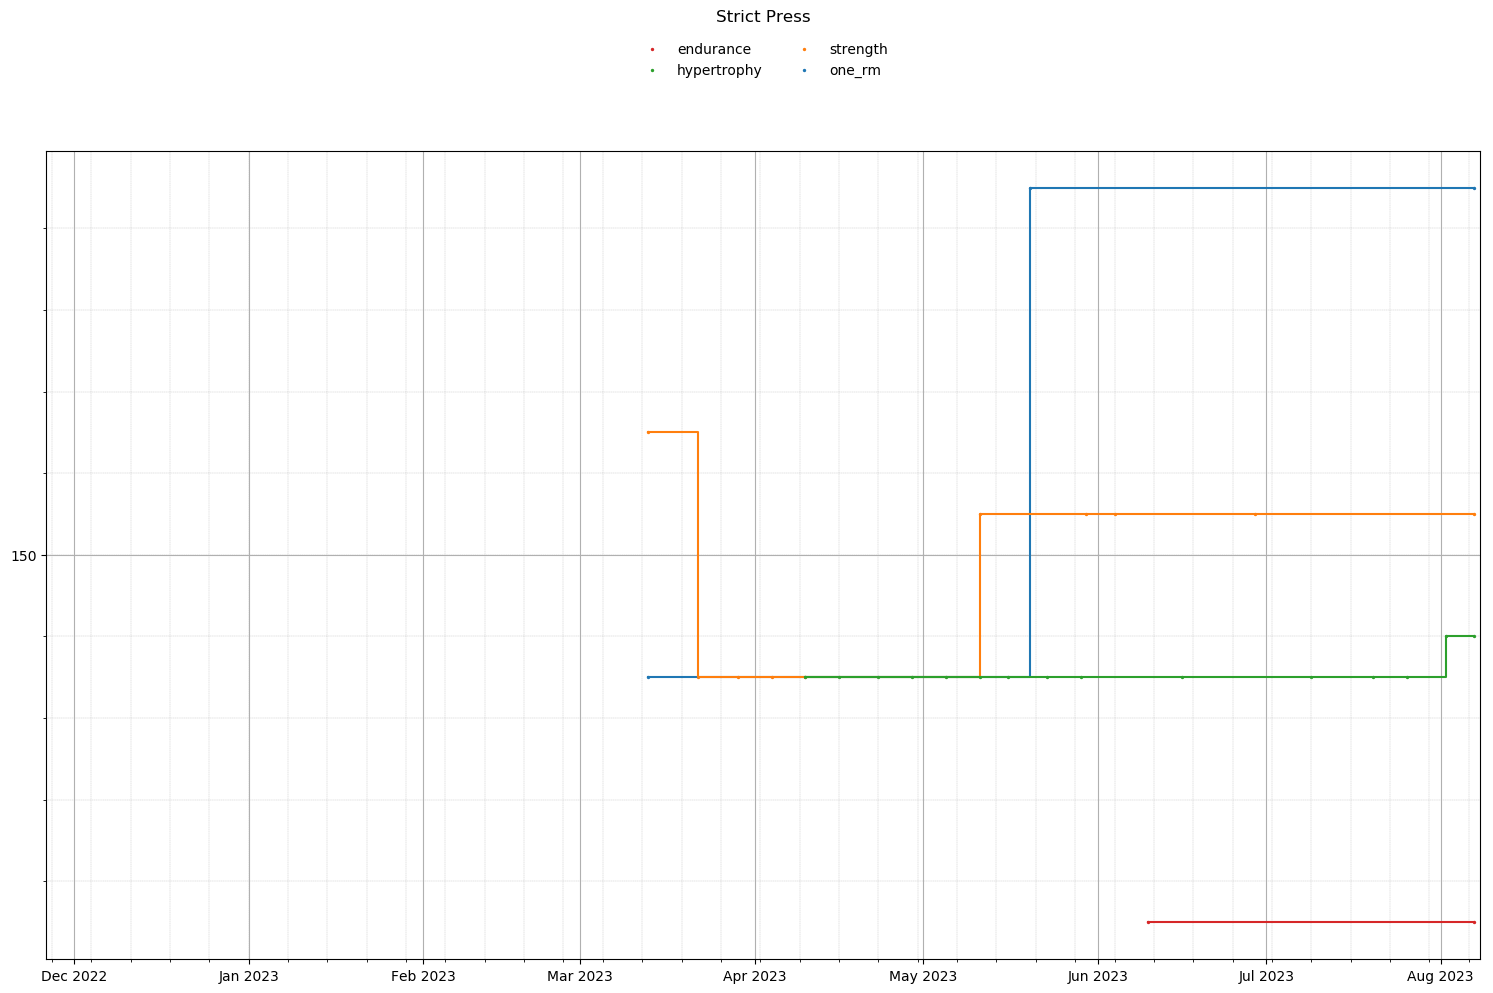 Strict Press
endurance
hypertrophy
strength
one_rm
150
Dec 2022
Jan 2023
Feb 2023
Mar 2023
Apr 2023
May 2023
Jun 2023
Jul 2023
Aug 2023